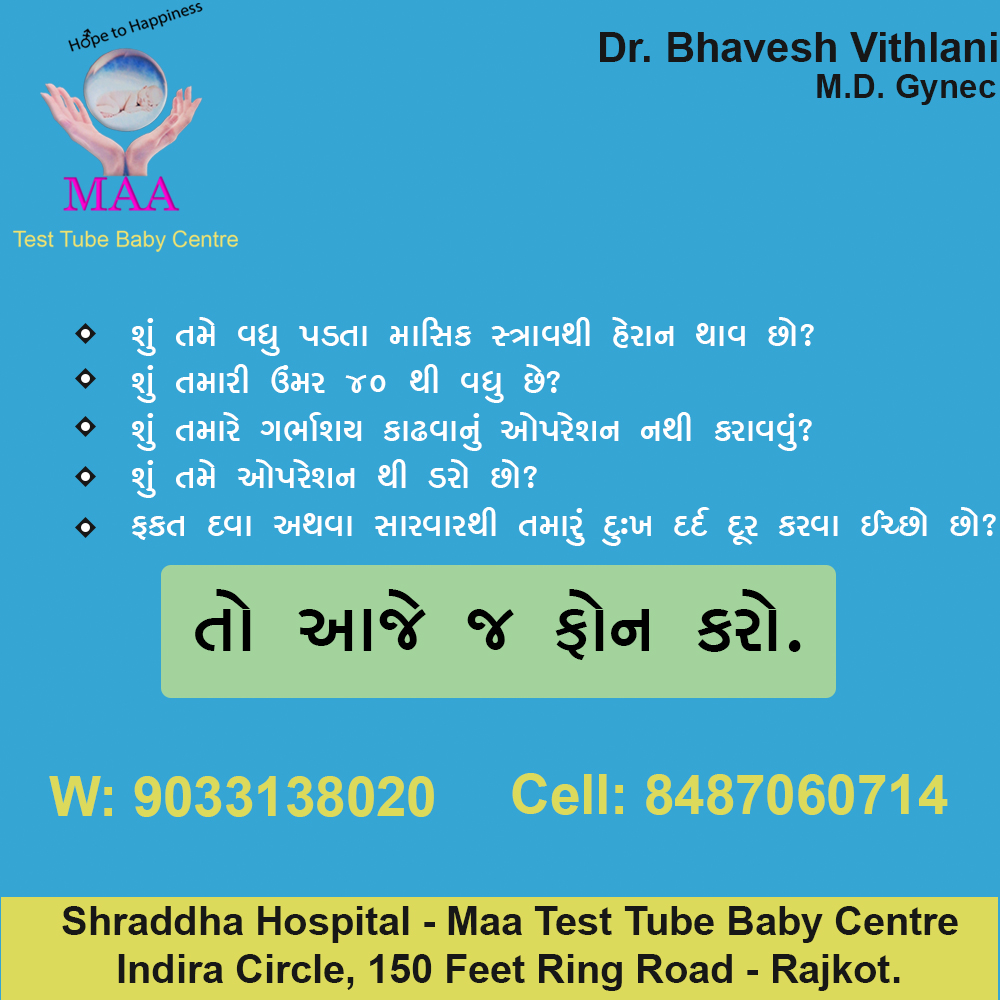 Hope to Happiness
MAA
Test Tube Baby Centre
Dr. Bhavesh Vithlani
M.D. Gynec
શું તમે વધુ પડતા માસિક સ્ત્રાવથી હેરાન થાવ છો?
શું તમારી ઉંમર ૪૦ થી વધુ છે?
શું તમારે ગર્ભાશય કાઢવાનું ઓપરેશન નથી કરાવવું?
શું તમે ઓપરેશન થી ડરો છો?
ફકત દવા અથવા સારવારથી તમારું દુઃખ દર્દ દૂર કરવા ઈચ્છો છો?
તો આજે જ ફોન કરો.
W: 9033138020
Cell: 8487060714
Shraddha Hospital - Maa Test Tube Baby Centre
Indira Circle, 150 Feet Ring Road - Rajkot.